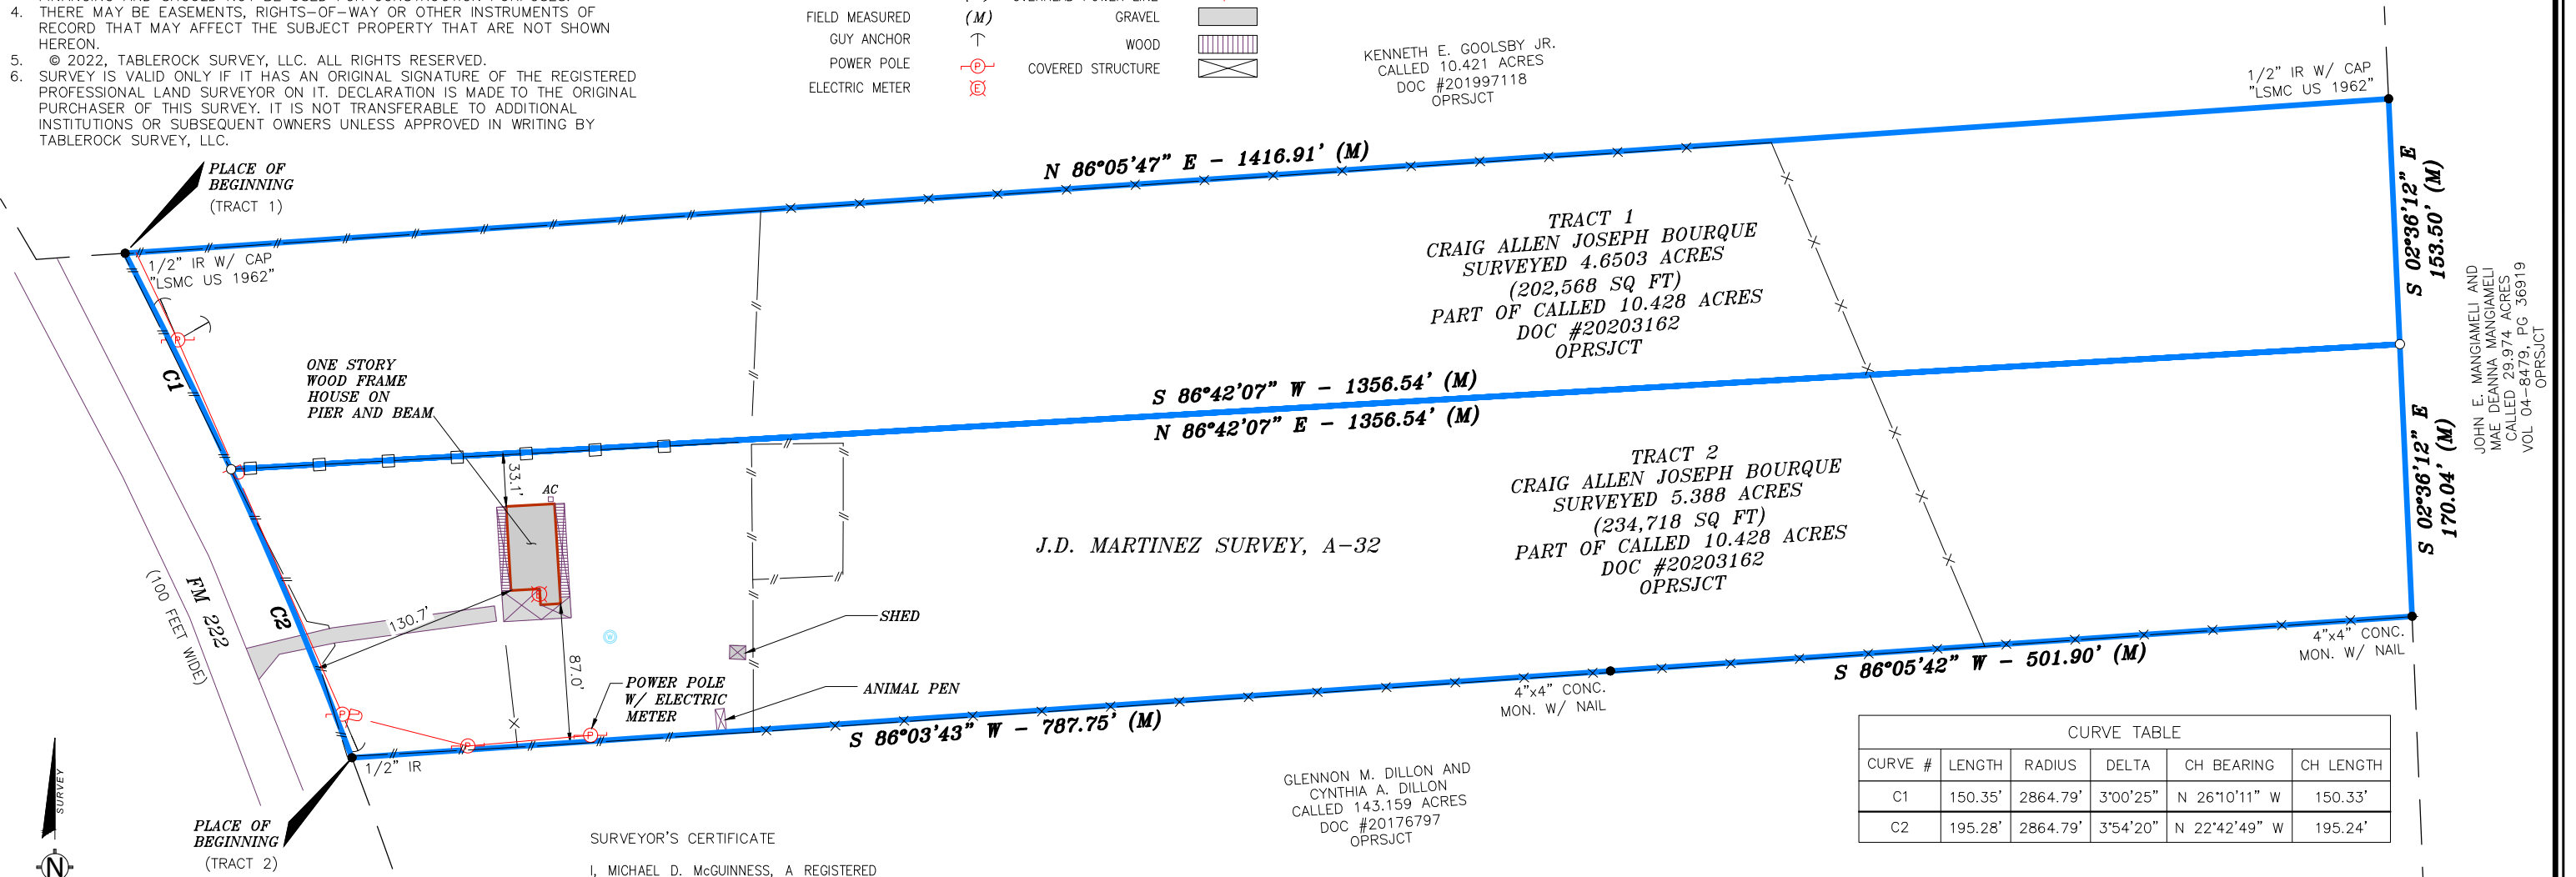 4. THERE MAY BE EASEMENTS, RIGHTS-OF-WAY OR OTHER INSTRUMENTS OF
RECORD THAT MAY AFFECT THE SUBJECT PROPERTY THAT ARE NOT SHOWN
HEREON.
5. © 2022, TABLEROCK SURVEY, LLC. ALL RIGHTS RESERVED.
6. SURVEY IS VALID ONLY IF IT HAS AN ORIGINAL SIGNATURE OF THE REGISTERED
PROFESSIONAL LAND SURVEYOR ON IT. DECLARATION IS MADE TO THE ORIGINAL
PURCHASER OF THIS SURVEY. IT IS NOT TRANSFERABLE TO ADDITIONAL
INSTITUTIONS OR SUBSEQUENT OWNERS UNLESS APPROVED IN WRITING BY
TABLEROCK SURVEY, LLC.
FIELD MEASURED (M)
GUY ANCHOR
POWER POLE P
ELECTRIC METER E
GRAVEL
WOOD
COVERED STRUCTURE
KENNETH E. GOOLSBY JR.
CALLED 10.421 ACRES
DOC #201997118
OPRSJCT
1/2" IR W/ CAP
"LSMC US 1962"
PLACE OF
BEGINNING
(TRACT 1)
N 86°05'47" E - 1416.91' (M)
1/2" IR W/ CAP
"LSMC US 1962"
TRACT 1
CRAIG ALLEN JOSEPH BOURQUE
SURVEYED 4.6503 ACRES
(202,568 SQ FT)
PART OF CALLED 10.428 ACRES
DOC #20203162
OPRSJCT
S 02°36'12" E
153.50' (M)
JOHN E. MANGIAMELI AND
MAE DEANNA MANGIAMELI
CALLED 29.974 ACRES
VOL 04-8479, PG 36919
OPRSJCT
P
C1
ONE STORY
WOOD FRAME
HOUSE ON
PIER AND BEAM
S 86°42'07" W - 1356.54' (M)
N 86°42'07" E - 1356.54' (M)
33.1'
AC
E
TRACT 2
CRAIG ALLEN JOSEPH BOURQUE
SURVEYED 5.388 ACRES
(234,718 SQ FT)
PART OF CALLED 10.428 ACRES
DOC #20203162
OPRSJCT
S 02°36'12" E
170.04' (M)
J.D. MARTINEZ SURVEY, A-32
FM 222
(100 FEET WIDE)
C2
130.7'
W
SHED
87.0'
POWER POLE
W/ ELECTRIC
METER
ANIMAL PEN
P
P
P
S 86°03'43" W - 787.75' (M)
4"x4" CONC.
MON. W/ NAIL
S 86°05'42" W - 501.90' (M)
4"x4" CONC.
MON. W/ NAIL
1/2" IR
PLACE OF
BEGINNING
(TRACT 2)
SURVEY
N
GLENNON M. DILLON AND
CYNTHIA A. DILLON
CALLED 143.159 ACRES
DOC #20176797
OPRSJCT
CURVE TABLE
CURVE # LENGTH RADIUS DELTA CH BEARING CH LENGTH
C1 150.35' 2864.79' 3°00'25" N 26°10'11" W 150.33'
C2 195.28' 2864.79' 3°54'20" N 22°42'49" W 195.24'
SURVEYOR'S CERTIFICATE
I, MICHAEL D. McGUINNESS, A REGISTERED